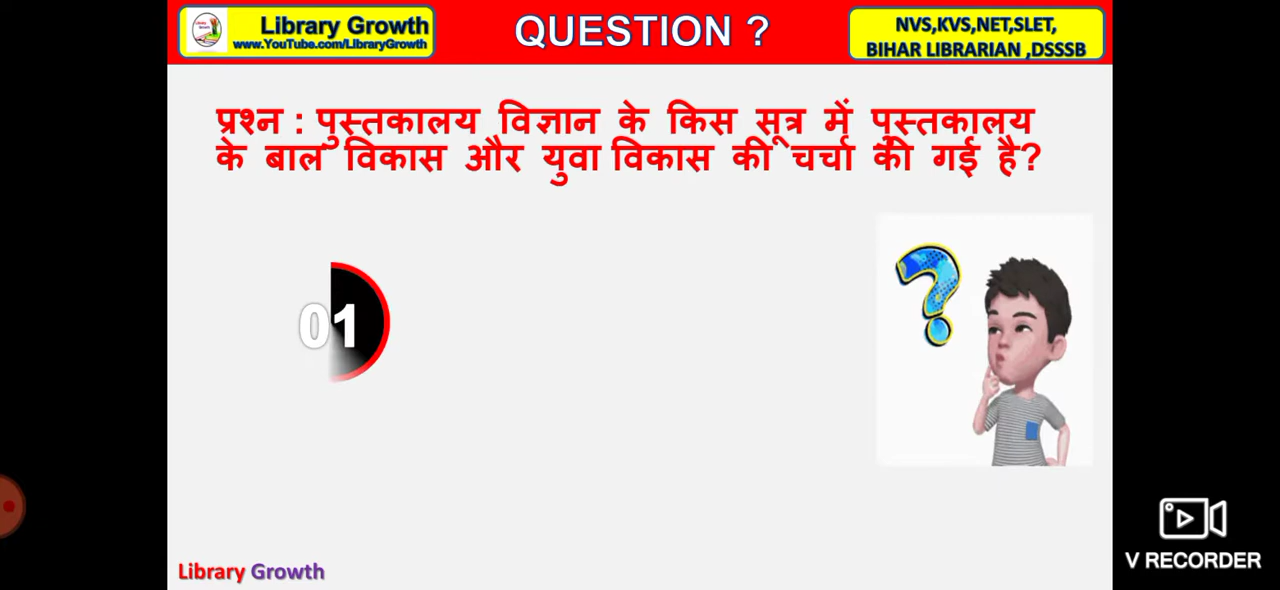 Library Growth
www.YouTube.com/LibraryGrowth
QUESTION ?
NVS,KVS,NET,SLET,
BIHAR LIBRARIAN ,DSSSB
प्रश्न : पुस्तकालय विज्ञान के किस सूत्र में पुस्तकालय
के बाल विकास और युवा विकास की चर्चा की गई है?
01
Library Growth
V RECORDER